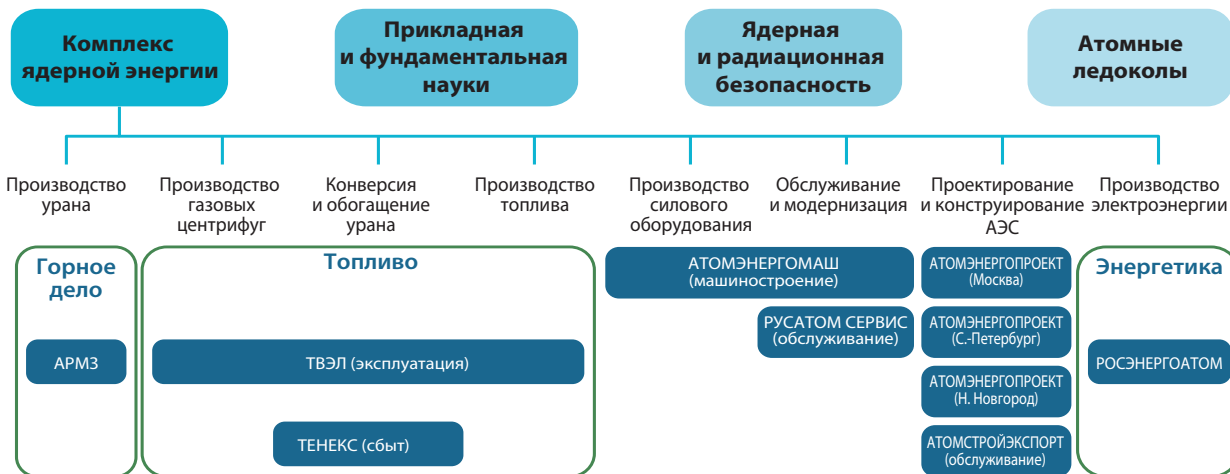 Комплекс
ядерной энергии
Прикладная
и фундаментальная
науки
Ядерная
и радиационная
безопасность
Атомные
ледоколы
Производство
урана
Производство
газовых
центрифуг
Конверсия
и обогащение
урана
Производство
топлива
Производство
силового
оборудования
Обслуживание
и модернизация
Проектирование
и конструирование
АЭС
Производство
электроэнергии
Горное
дело
АРМЗ
Топливо
ТВЭЛ (эксплуатация)
ТЕНЕКС (сбыт)
АТОМЭНЕРГОМАШ
(машиностроение)
РУСАТОМ СЕРВИС
(обслуживание)
АТОМЭНЕРГОПРОЕКТ
(Москва)
АТОМЭНЕРГОПРОЕКТ
(С.-Петербург)
АТОМЭНЕРГОПРОЕКТ
(Н. Новгород)
АТОМСТРОЙЭКСПОРТ
(обслуживание)
Энергетика
РОСЭНЕРГОАТОМ